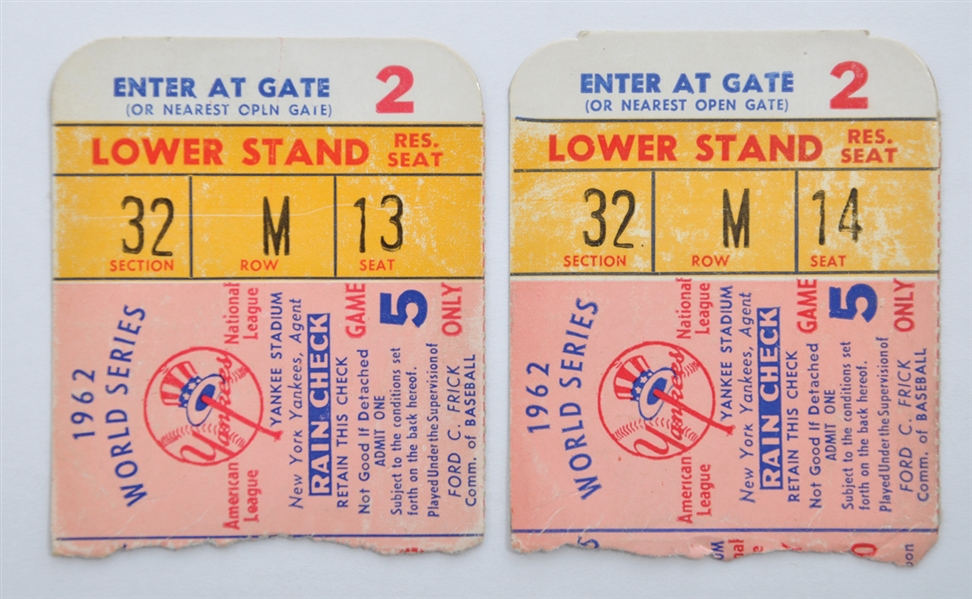 ENTER AT GATE 2
(OR NEAREST OPEN GATE)
LOWER STAND RES. SEAT
32 M 13
SECTION ROW SEAT
1962
WORLD SERIES
American League
National League
Yankees
YANKEE STADIUM
New York Yankees, Agent
RAIN CHECK
RETAIN THIS CHECK
GAME 5 ONLY
Not Good If Detached
ADMIT ONE
Subject to the conditions set
forth on the back hereof.
Played Under the Supervision of
FORD C. FRICK
Comm. of BASEBALL
ENTER AT GATE 2
(OR NEAREST OPEN GATE)
LOWER STAND RES. SEAT
32 M 14
SECTION ROW SEAT
1962
WORLD SERIES
American League
National League
Yankees
YANKEE STADIUM
New York Yankees, Agent
RAIN CHECK
RETAIN THIS CHECK
GAME 5 ONLY
Not Good If Detached
ADMIT ONE
Subject to the conditions set
forth on the back hereof.
Played Under the Supervision of
FORD C. FRICK
Comm. of BASEBALL